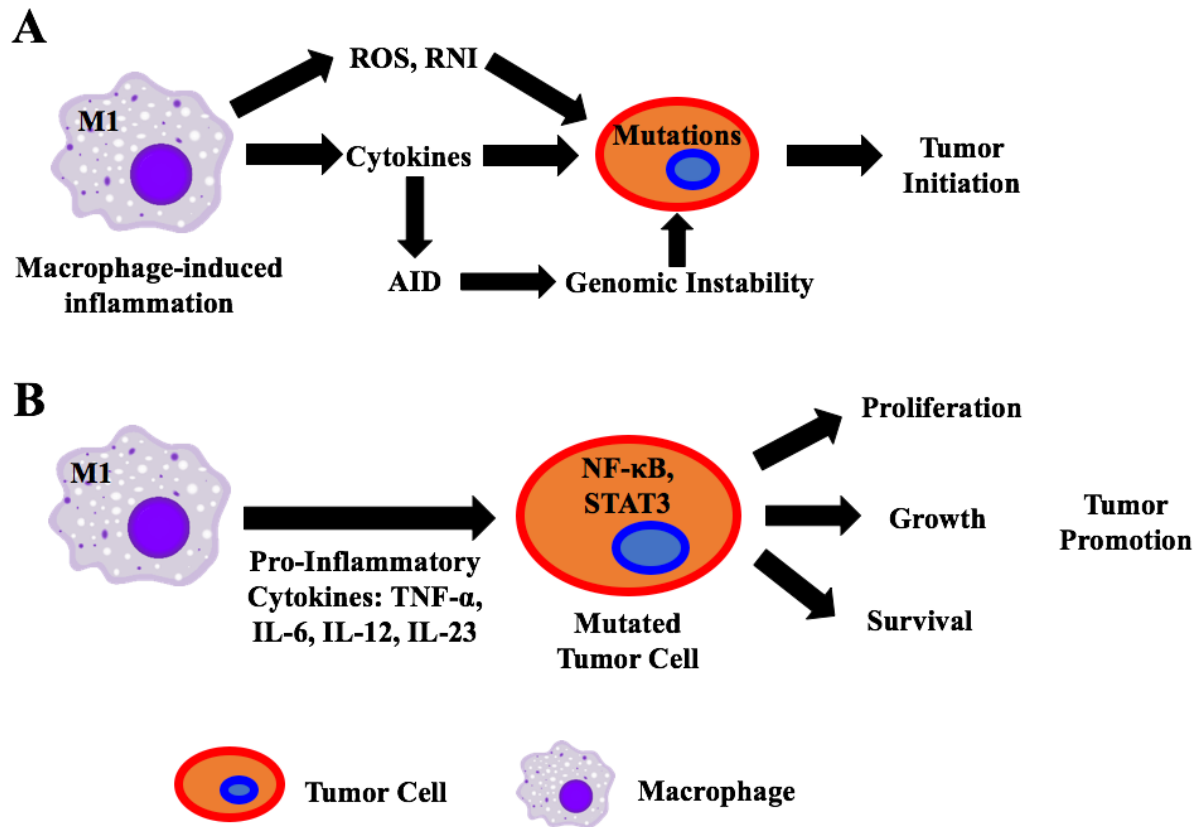 A
ROS, RNI
M1
Mutations
Cytokines
Tumor
Initiation
Macrophage-induced
inflammation
AID
Genomic Instability
B
Proliferation
M1
NF-κB,
STAT3
Growth
Tumor
Promotion
Pro-Inflammatory
Cytokines: TNF-α,
IL-6, IL-12, IL-23
Mutated
Tumor Cell
Survival
Tumor Cell
Macrophage